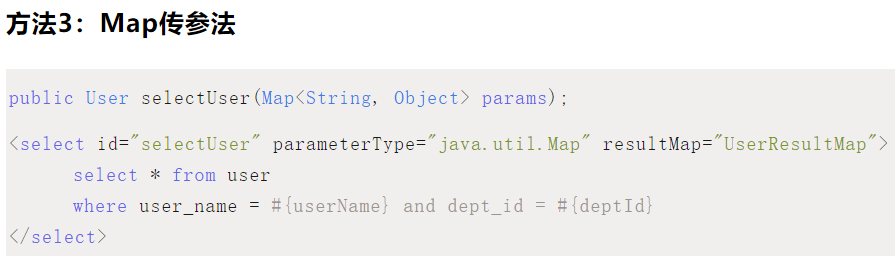 方法3：Map传参法
public User selectUser(Map<String, Object> params);
<select id="selectUser" parameterType="java.util.Map" resultMap="UserResultMap">
select * from user
where user_name = #{userName} and dept_id = #{deptId}
</select>